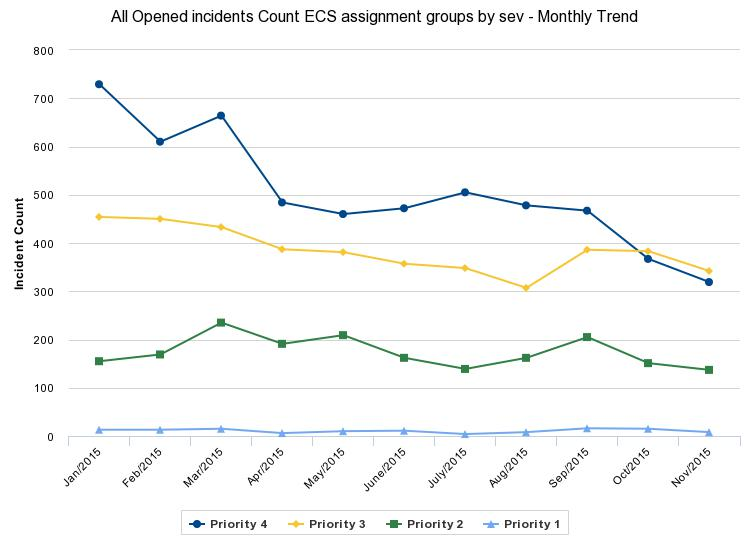 All Opened incidents Count ECS assignment groups by sev - Monthly Trend
Incident Count
800
700
600
500
400
300
200
100
0
Jan/2015
Feb/2015
Mar/2015
Apr/2015
May/2015
June/2015
July/2015
Aug/2015
Sep/2015
Oct/2015
Nov/2015
Priority 4 Priority 3 Priority 2 Priority 1